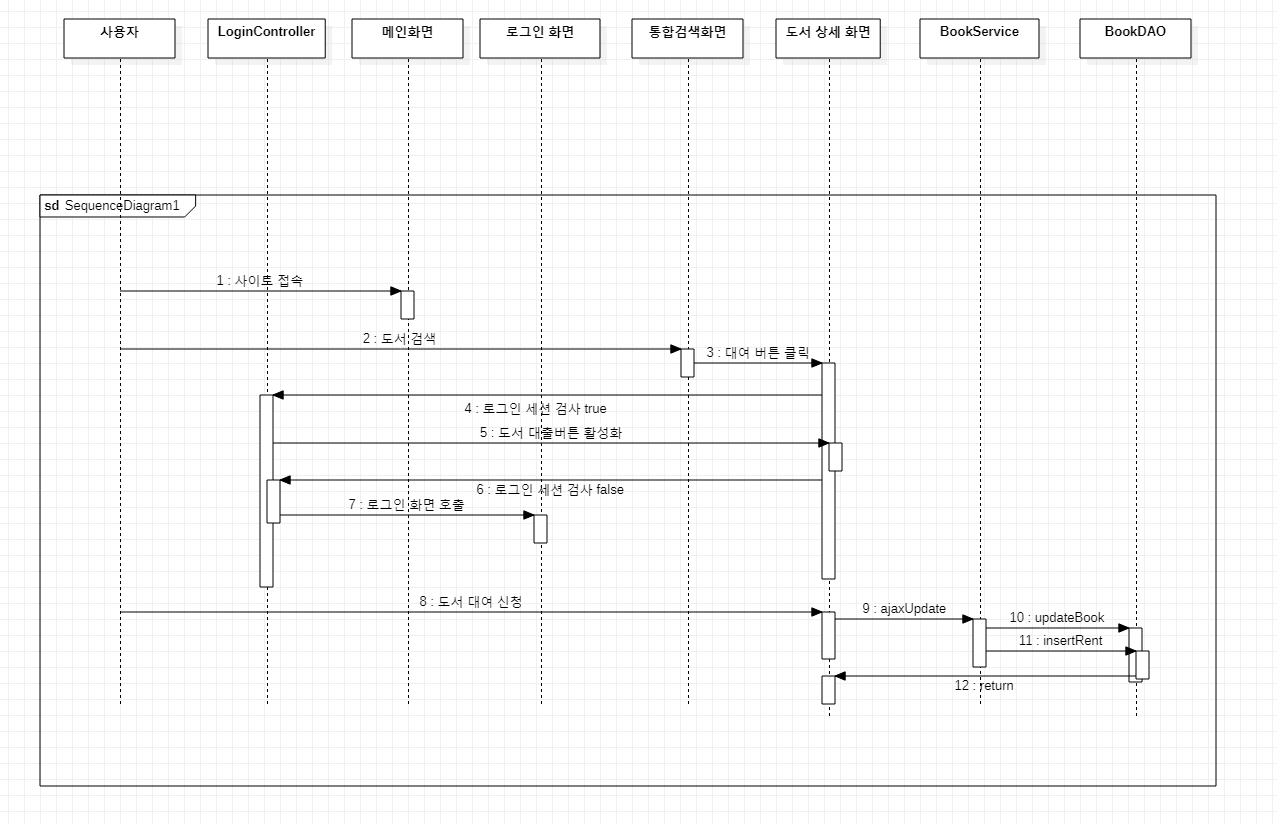 사용자
LoginController
메인화면
로그인 화면
통합검색화면
도서 상세 화면
BookService
BookDAO
sd SequenceDiagram1
1 : 사이트 접속
2 : 도서 검색
3 : 대여 버튼 클릭
4 : 로그인 세션 검사 true
5 : 도서 대출버튼 활성화
6 : 로그인 세션 검사 false
7 : 로그인 화면 호출
8 : 도서 대여 신청
9 : ajaxUpdate
10 : updateBook
11 : insertRent
12 : return